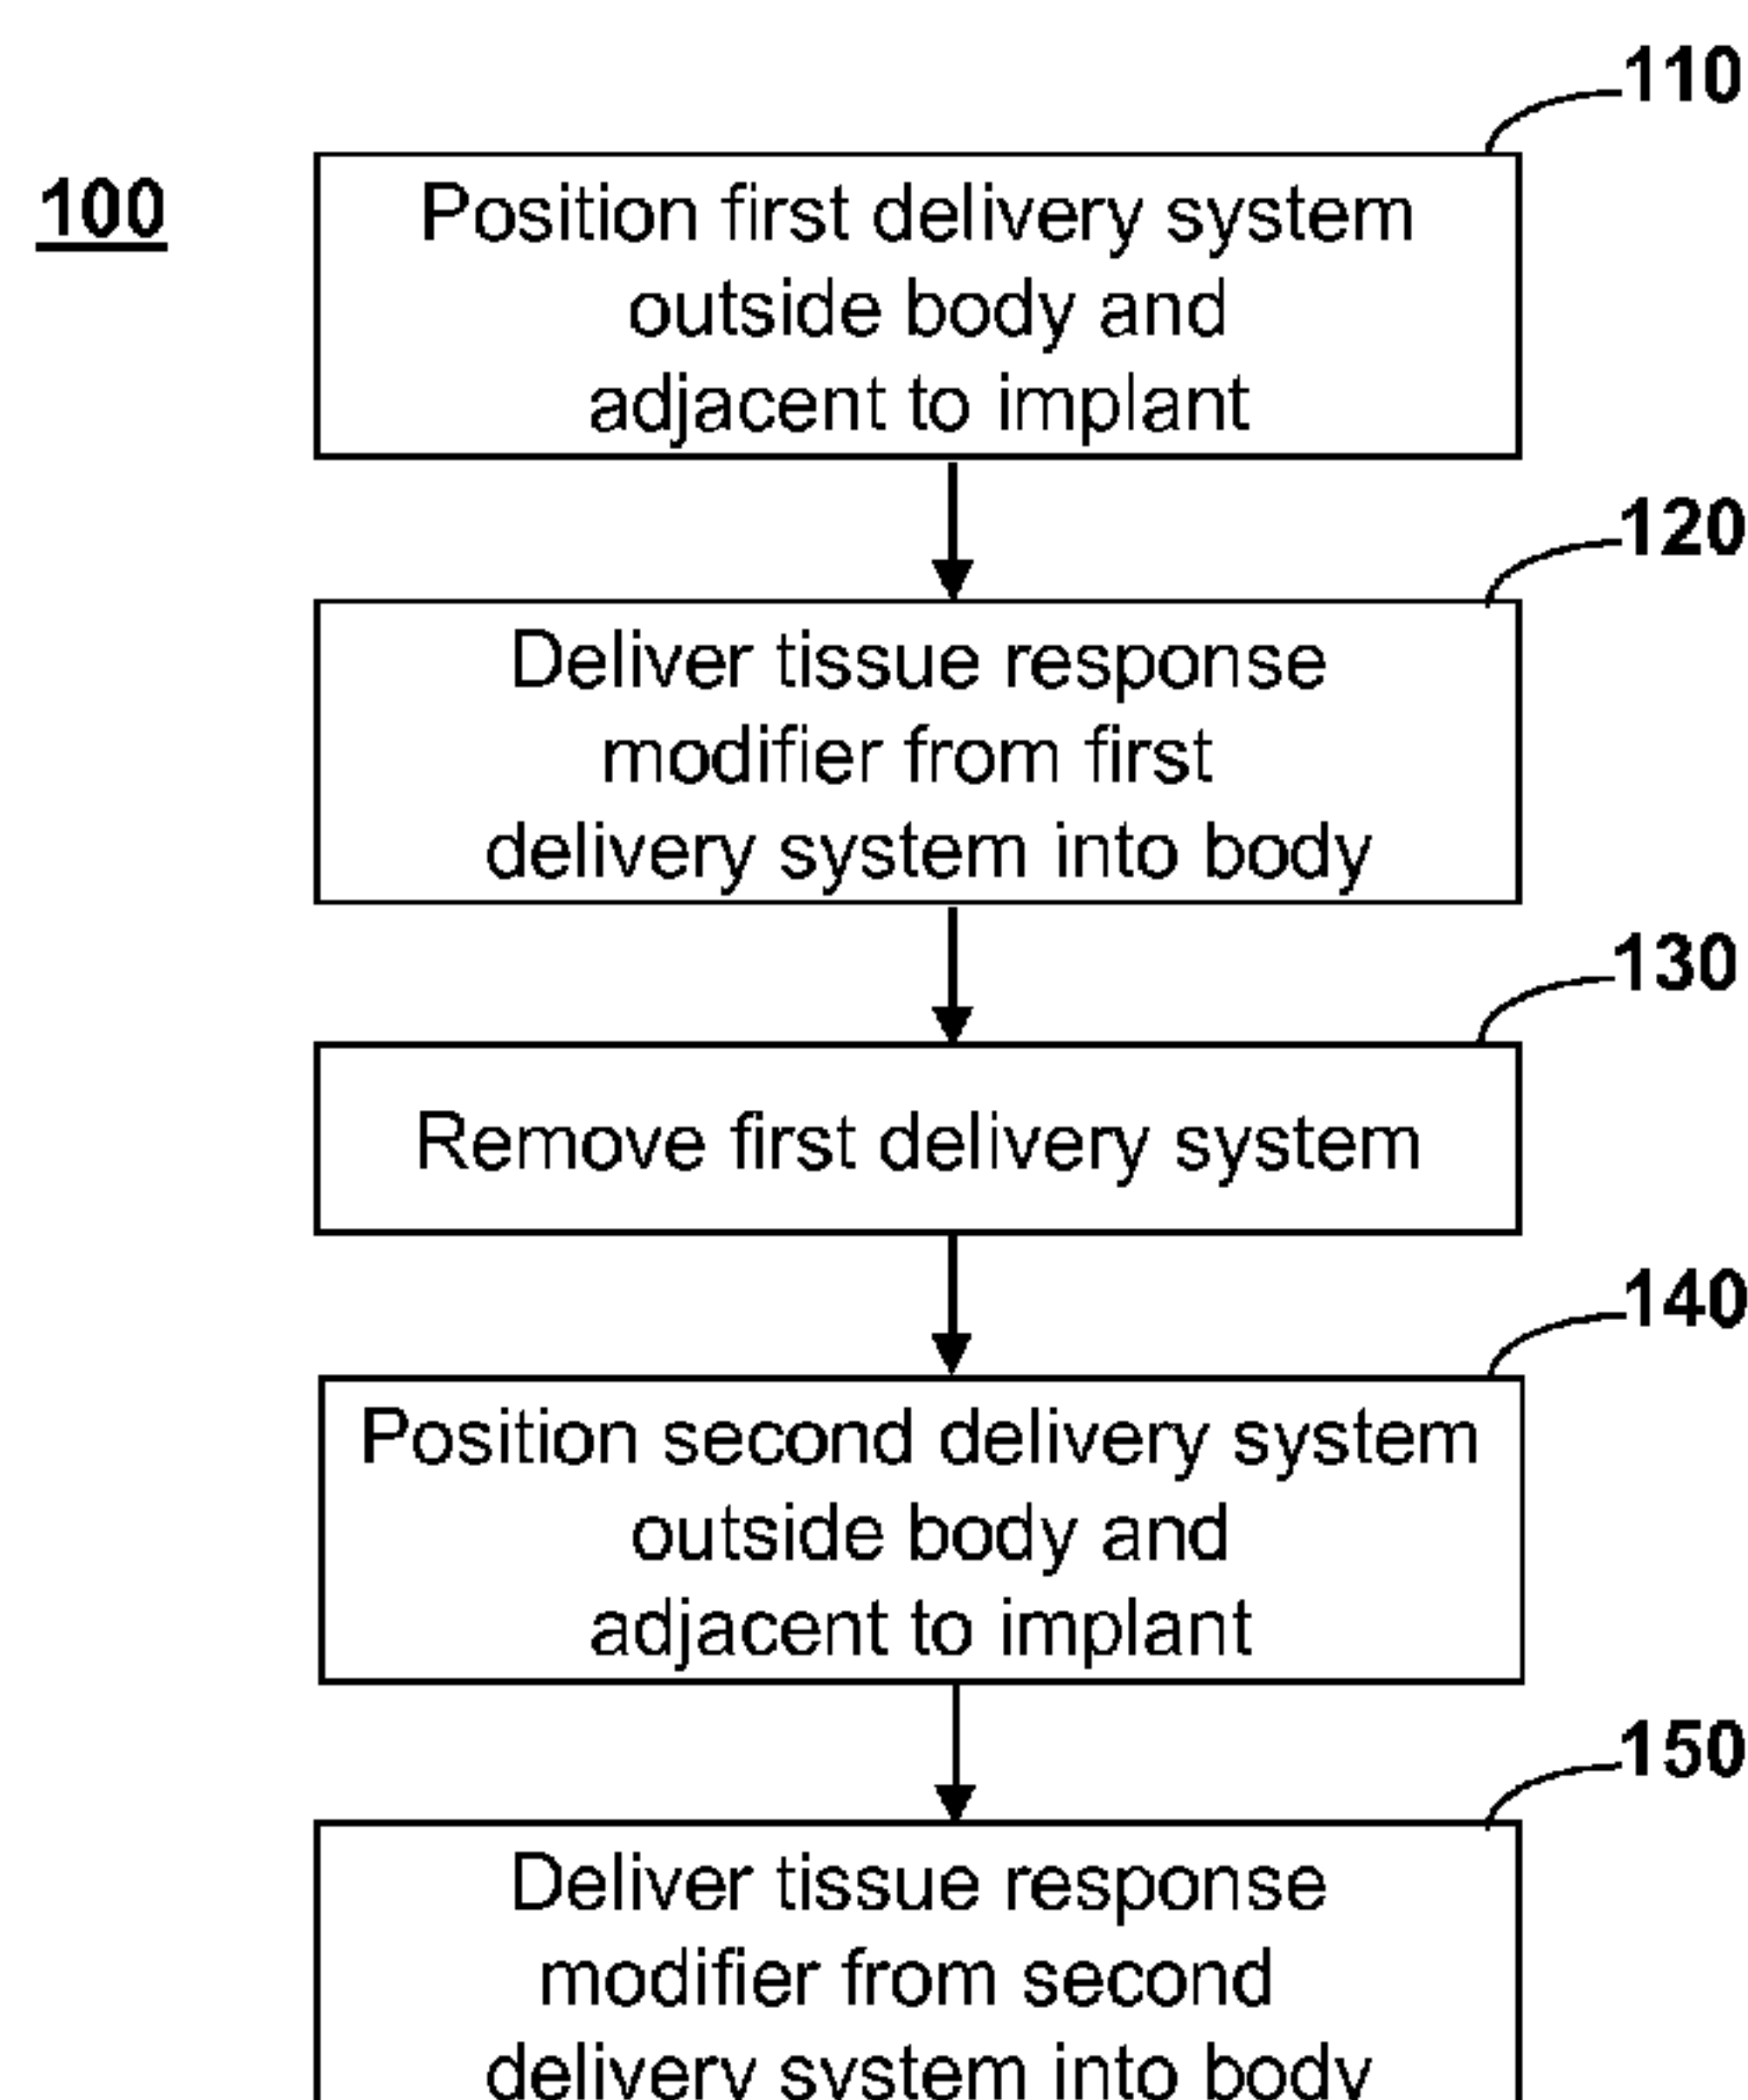 110
100
Position first delivery system
outside body and
adjacent to implant
120
Deliver tissue response
modifier from first
delivery system into body
130
Remove first delivery system
140
Position second delivery system
outside body and
adjacent to implant
150
Deliver tissue response
modifier from second
delivery system into body